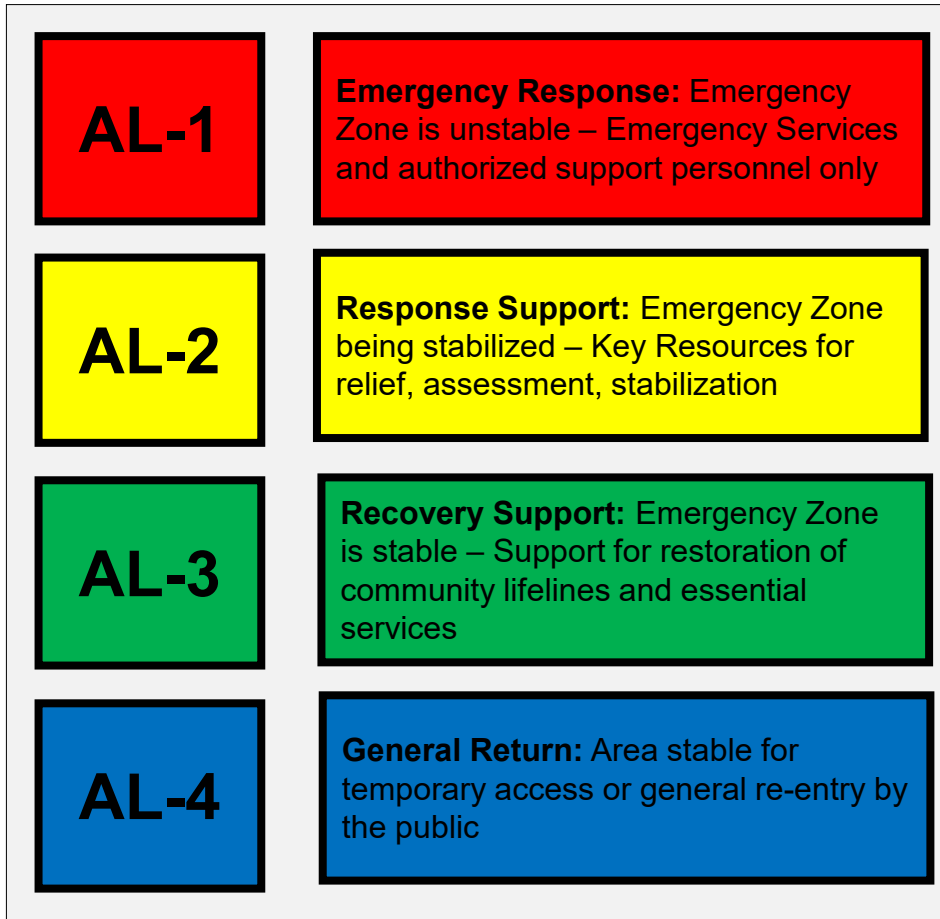 AL-1
Emergency Response: Emergency
Zone is unstable – Emergency Services
and authorized support personnel only
AL-2
Response Support: Emergency Zone
being stabilized – Key Resources for
relief, assessment, stabilization
AL-3
Recovery Support: Emergency Zone
is stable – Support for restoration of
community lifelines and essential
services
AL-4
General Return: Area stable for
temporary access or general re-entry by
the public